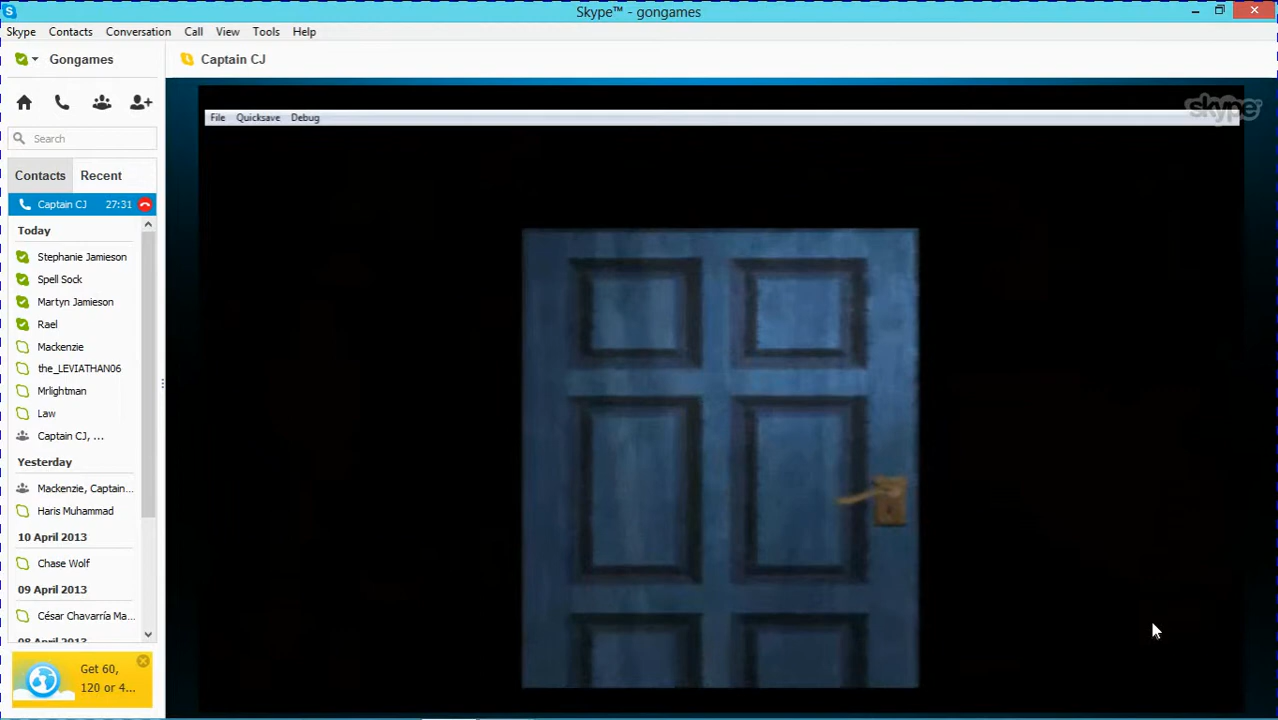 Skype™ - gongames
Skype Contacts Conversation Call View Tools Help
Gongames
Captain CJ
Search
Contacts Recent
Captain CJ 27:31
Today
Stephanie Jamieson
Spell Sock
Martyn Jamieson
Rael
Mackenzie
the_LEVIATHAN06
Mrlightman
Law
Captain CJ, ...
Yesterday
Mackenzie, Captain...
Haris Muhammad
10 April 2013
Chase Wolf
09 April 2013
César Chavarría Ma...
08 April 2013
Get 60,
120 or 4...
File Quicksave Debug
skype